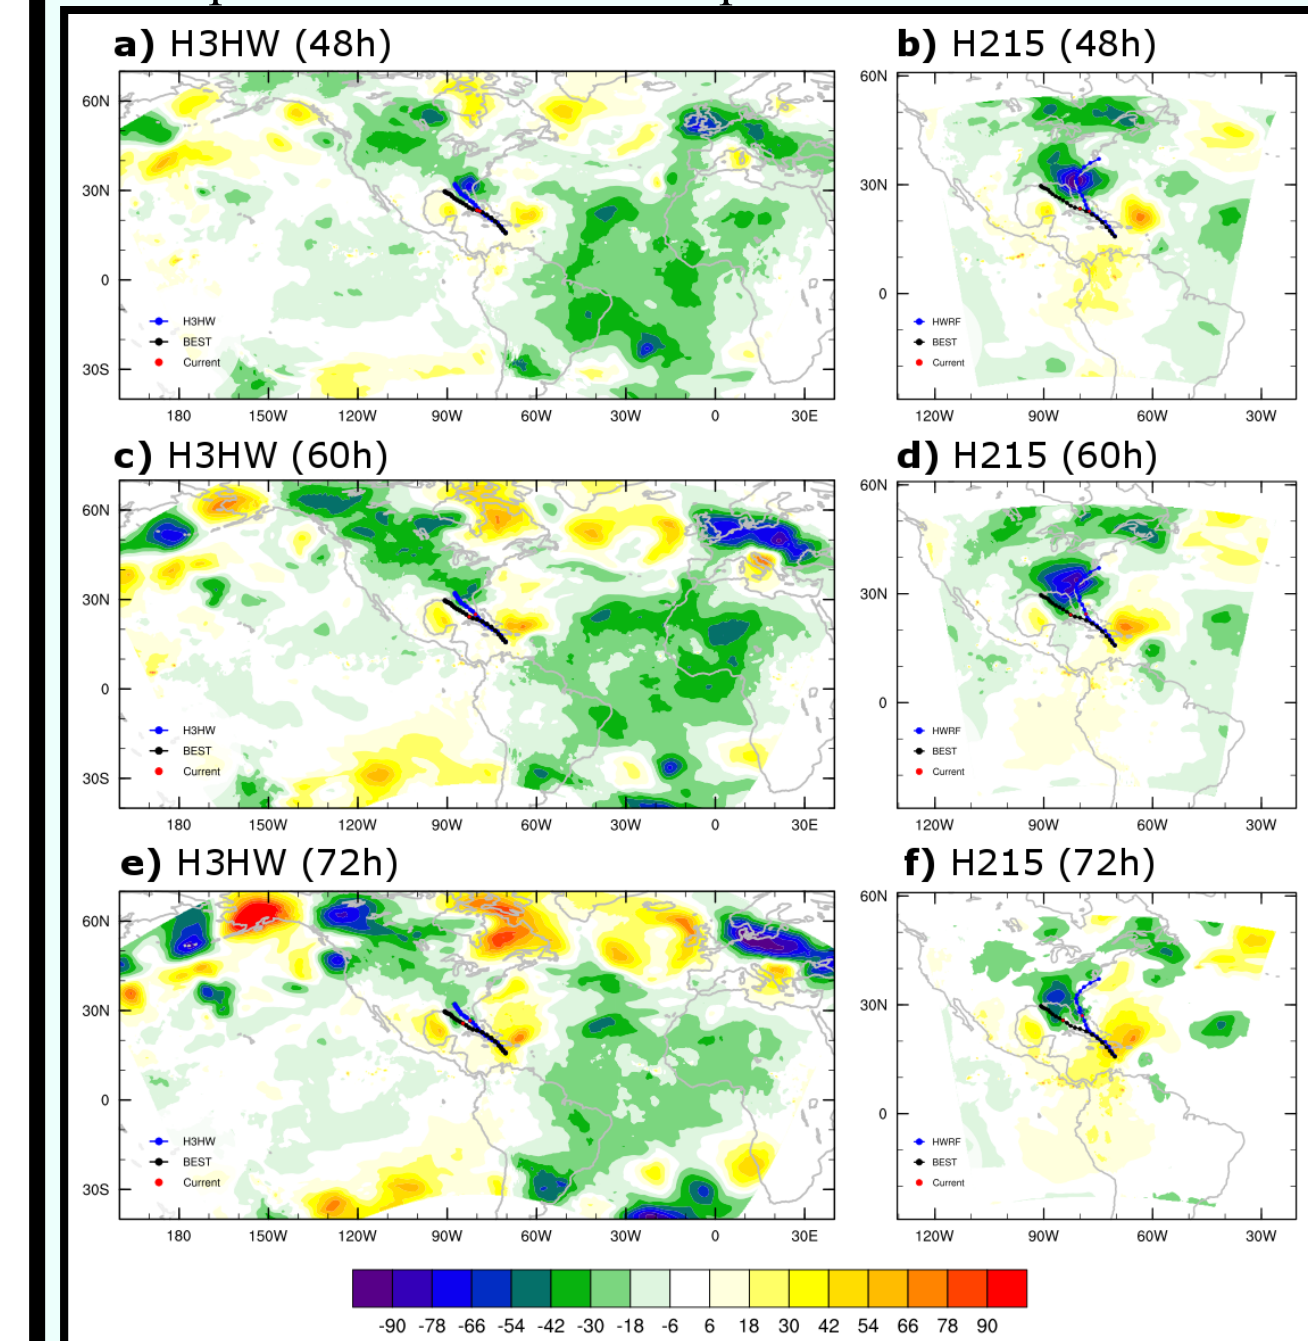 a) H3HW (48h)
b) H215 (48h)
60N
30N
0
30S
H3HW
BEST
Current
180 150W 120W 90W 60W 30W 0 30E
60N
30N
0
HWRF
BEST
Current
120W 90W 60W 30W
c) H3HW (60h)
d) H215 (60h)
60N
30N
0
30S
H3HW
BEST
Current
180 150W 120W 90W 60W 30W 0 30E
60N
30N
0
HWRF
BEST
Current
120W 90W 60W 30W
e) H3HW (72h)
f) H215 (72h)
60N
30N
0
30S
H3HW
BEST
Current
180 150W 120W 90W 60W 30W 0 30E
60N
30N
0
HWRF
BEST
Current
120W 90W 60W 30W
-90 -78 -66 -54 -42 -30 -18 -6 6 18 30 42 54 66 78 90